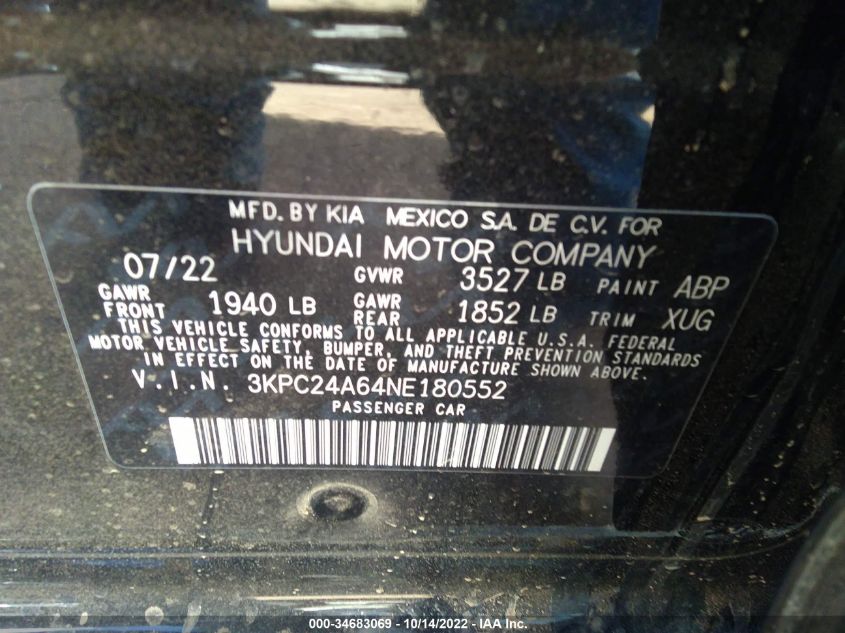 MFD. BY KIA MEXICO S.A. DE C.V. FOR
HYUNDAI MOTOR COMPANY
07/22 GVWR 3527 LB PAINT ABP
GAWR FRONT 1940 LB GAWR REAR 1852 LB TRIM XUG
THIS VEHICLE CONFORMS TO ALL APPLICABLE U.S.A. FEDERAL
MOTOR VEHICLE SAFETY, BUMPER, AND THEFT PREVENTION STANDARDS
IN EFFECT ON THE DATE OF MANUFACTURE SHOWN ABOVE.
V.I.N. 3KPC24A64NE180552
PASSENGER CAR
000-34683069 - 10/14/2022 - IAA Inc.